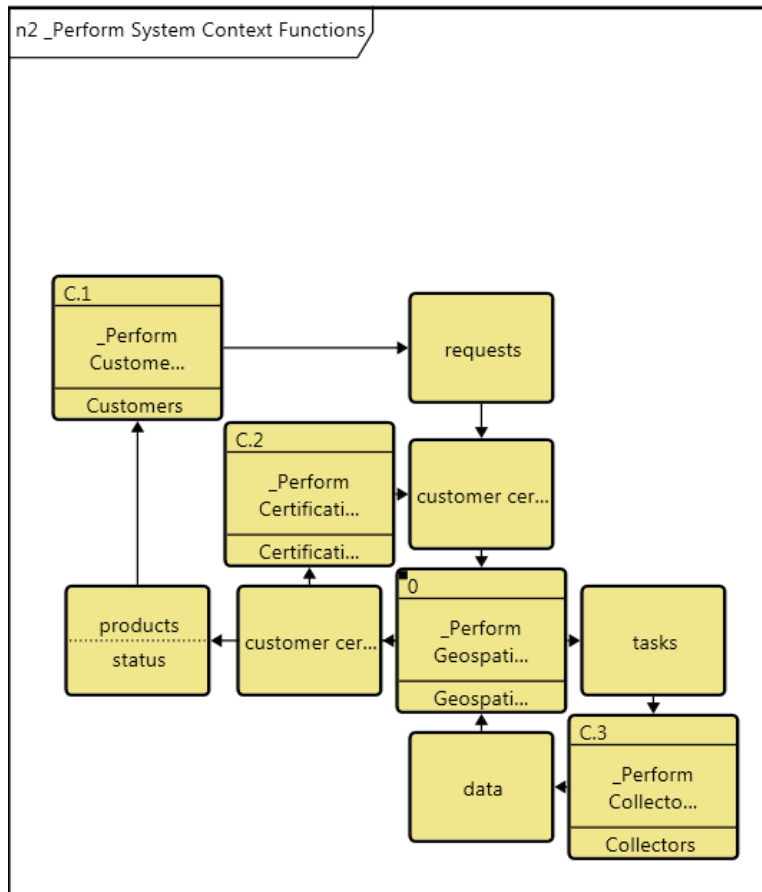 n2 _Perform System Context Functions
C.1
_Perform
Custome...
Customers
requests
C.2
_Perform
Certificati...
Certificati...
customer cer...
products
status
customer cer...
0
_Perform
Geospati...
Geospati...
tasks
data
C.3
_Perform
Collecto...
Collectors